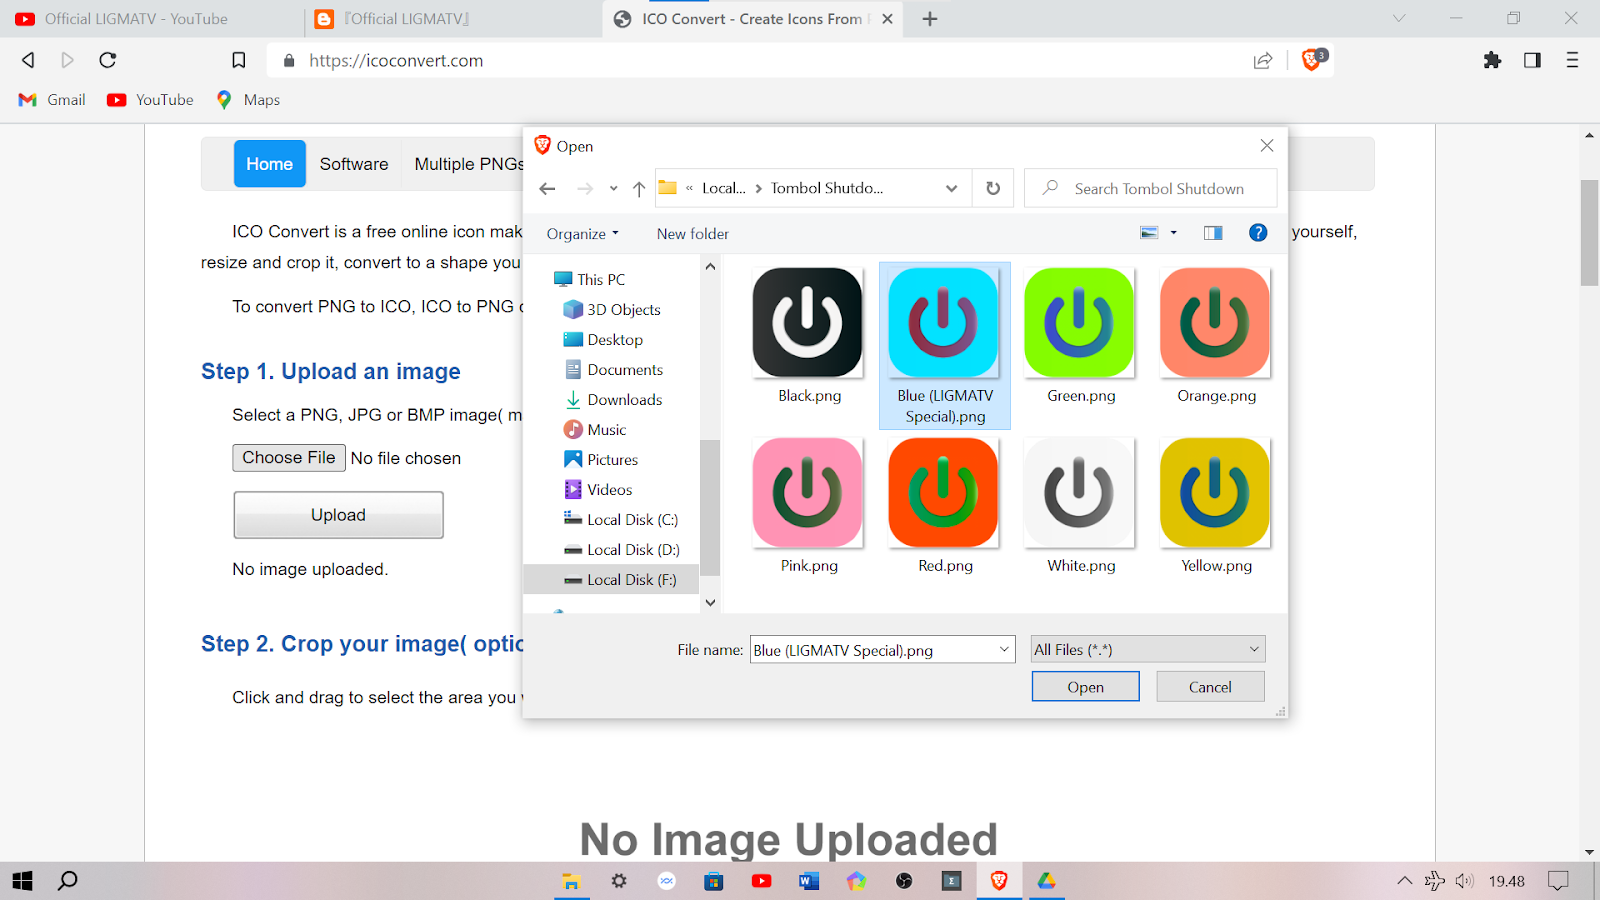 Official LIGMATV - YouTube
『Official LIGMATV』
ICO Convert - Create Icons From
https://icoconvert.com
3
Gmail
YouTube
Maps
Home
Software
Multiple PNGs
ICO Convert is a free online icon mak
yourself,
resize and crop it, convert to a shape you
To convert PNG to ICO, ICO to PNG
Step 1. Upload an image
Select a PNG, JPG or BMP image( m
Choose File No file chosen
Upload
No image uploaded.
Step 2. Crop your image( optio
Click and drag to select the area you
No Image Uploaded
Open
« Local... › Tombol Shutdo...
Search Tombol Shutdown
Organize
New folder
?
This PC
3D Objects
Desktop
Documents
Downloads
Music
Pictures
Videos
Local Disk (C:)
Local Disk (D:)
Local Disk (F:)
Black.png
Blue (LIGMATV
Special).png
Green.png
Orange.png
Pink.png
Red.png
White.png
Yellow.png
File name:
Blue (LIGMATV Special).png
All Files (*.*)
Open
Cancel
19.48